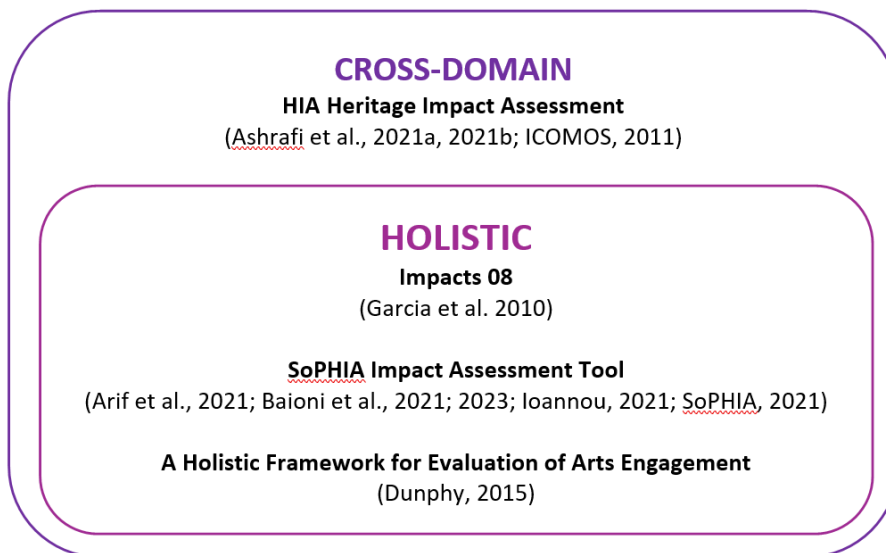 CROSS-DOMAIN
HIA Heritage Impact Assessment
(Ashrafi et al., 2021a, 2021b; ICOMOS, 2011)
HOLISTIC
Impacts 08
(Garcia et al. 2010)
SoPHIA Impact Assessment Tool
(Arif et al., 2021; Baioni et al., 2021; 2023; Ioannou, 2021; SoPHIA, 2021)
A Holistic Framework for Evaluation of Arts Engagement
(Dunphy, 2015)